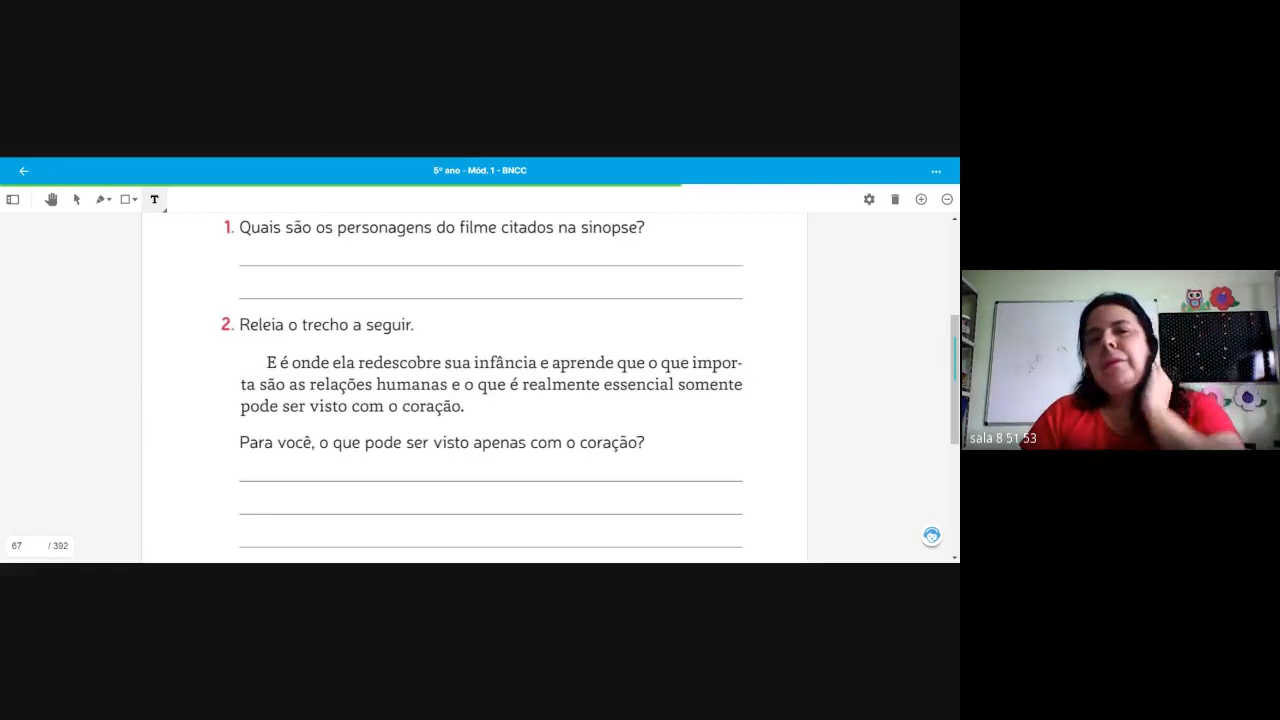 5º ano - Mód. 1 - BNCC
T
1. Quais são os personagens do filme citados na sinopse?
2. Releia o trecho a seguir.
E é onde ela redescobre sua infância e aprende que o que impor-
ta são as relações humanas e o que é realmente essencial somente
pode ser visto com o coração.
Para você, o que pode ser visto apenas com o coração?
67 / 392
sala 8 51 53